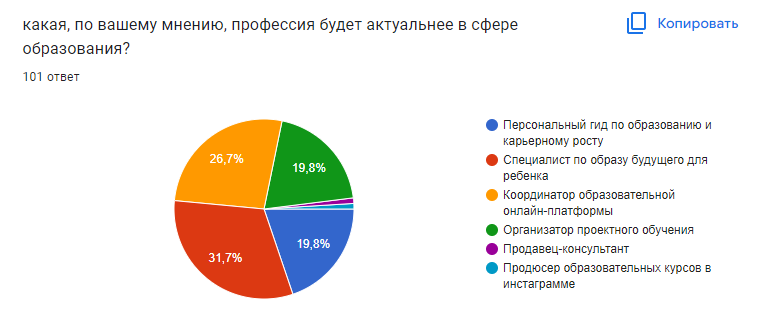 какая, по вашему мнению, профессия будет актуальнее в сфере
образования?
Копировать
101 ответ
26,7%
19,8%
31,7%
19,8%
Персональный гид по образованию и
карьерному росту
Специалист по образу будущего для
ребенка
Координатор образовательной
онлайн-платформы
Организатор проектного обучения
Продавец-консультант
Продюсер образовательных курсов в
инстаграмме